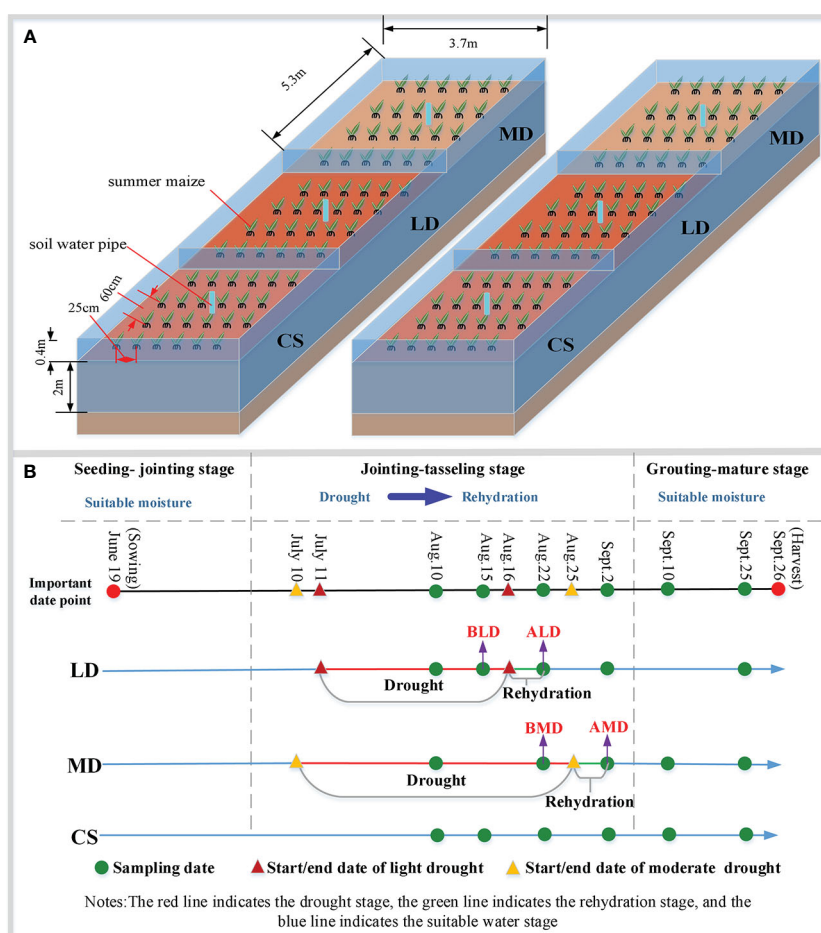 A
3.7m
5.3m
MD
MD
summer maize
LD
LD
soil water pipe
60cm
25cm
CS
CS
0.4m
2m
B
Seeding- jointing stage
Jointing-tasseling stage
Grouting-mature stage
Suitable moisture
Drought
Rehydration
Suitable moisture
Important date point
June 19
(Sowing)
July 10
July 11
Aug.10
Aug.15
Aug.16
Aug.22
Aug.25
Sept.2
Sept.10
Sept.25
Sept.26
(Harvest)
BLD
ALD
LD
Drought
Rehydration
BMD
AMD
MD
Drought
Rehydration
CS
Sampling date
Start/end date of light drought
Start/end date of moderate drought
Notes:The red line indicates the drought stage, the green line indicates the rehydration stage, and the
blue line indicates the suitable water stage